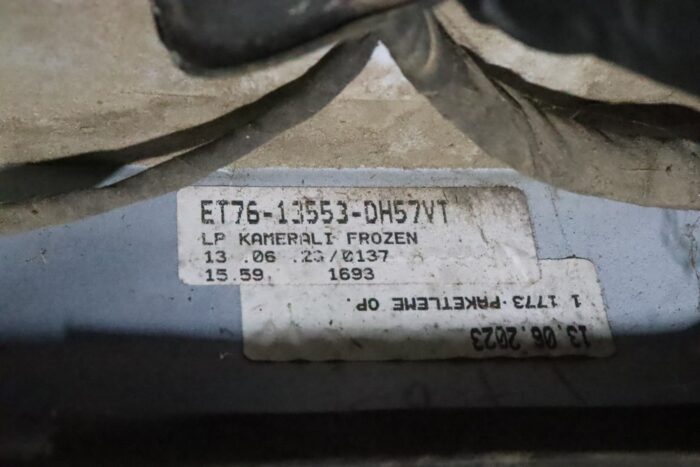 ET76-13553-DH57VT
LP KAMERALI FROZEN
13 .06 .23/0137
15.59 1693
1 1773-PAKETLEME OP.
13.06.2023